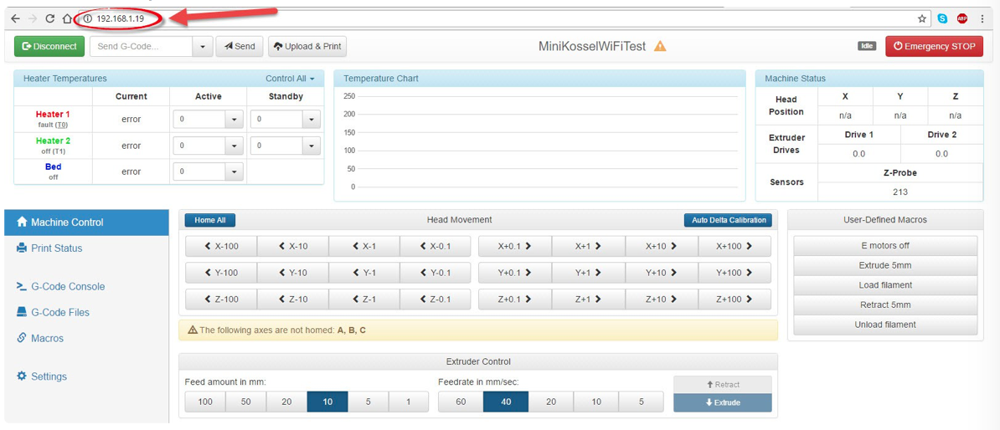 192.168.1.19
S
ABP
Disconnect
Send G-Code...
Send
Upload & Print
MiniKosselWiFiTest
Idle
Emergency STOP
Heater Temperatures
Control All
Current Active Standby
Heater 1
fault (T0)
error
0
0
Heater 2
off (T1)
error
0
0
Bed
off
error
0
Temperature Chart
250
200
150
100
50
0
Machine Status
Head
Position
X Y Z
n/a n/a n/a
Extruder
Drives
Drive 1 Drive 2
0.0 0.0
Sensors
Z-Probe
213
Machine Control
Print Status
G-Code Console
G-Code Files
Macros
Settings
Home All
Head Movement
Auto Delta Calibration
X-100 X-10 X-1 X-0.1 X+0.1 X+1 X+10 X+100
Y-100 Y-10 Y-1 Y-0.1 Y+0.1 Y+1 Y+10 Y+100
Z-100 Z-10 Z-1 Z-0.1 Z+0.1 Z+1 Z+10 Z+100
The following axes are not homed: A, B, C
Extruder Control
Feed amount in mm:
100 50 20 10 5 1
Feedrate in mm/sec:
60 40 20 10 5
Retract
Extrude
User-Defined Macros
E motors off
Extrude 5mm
Load filament
Retract 5mm
Unload filament